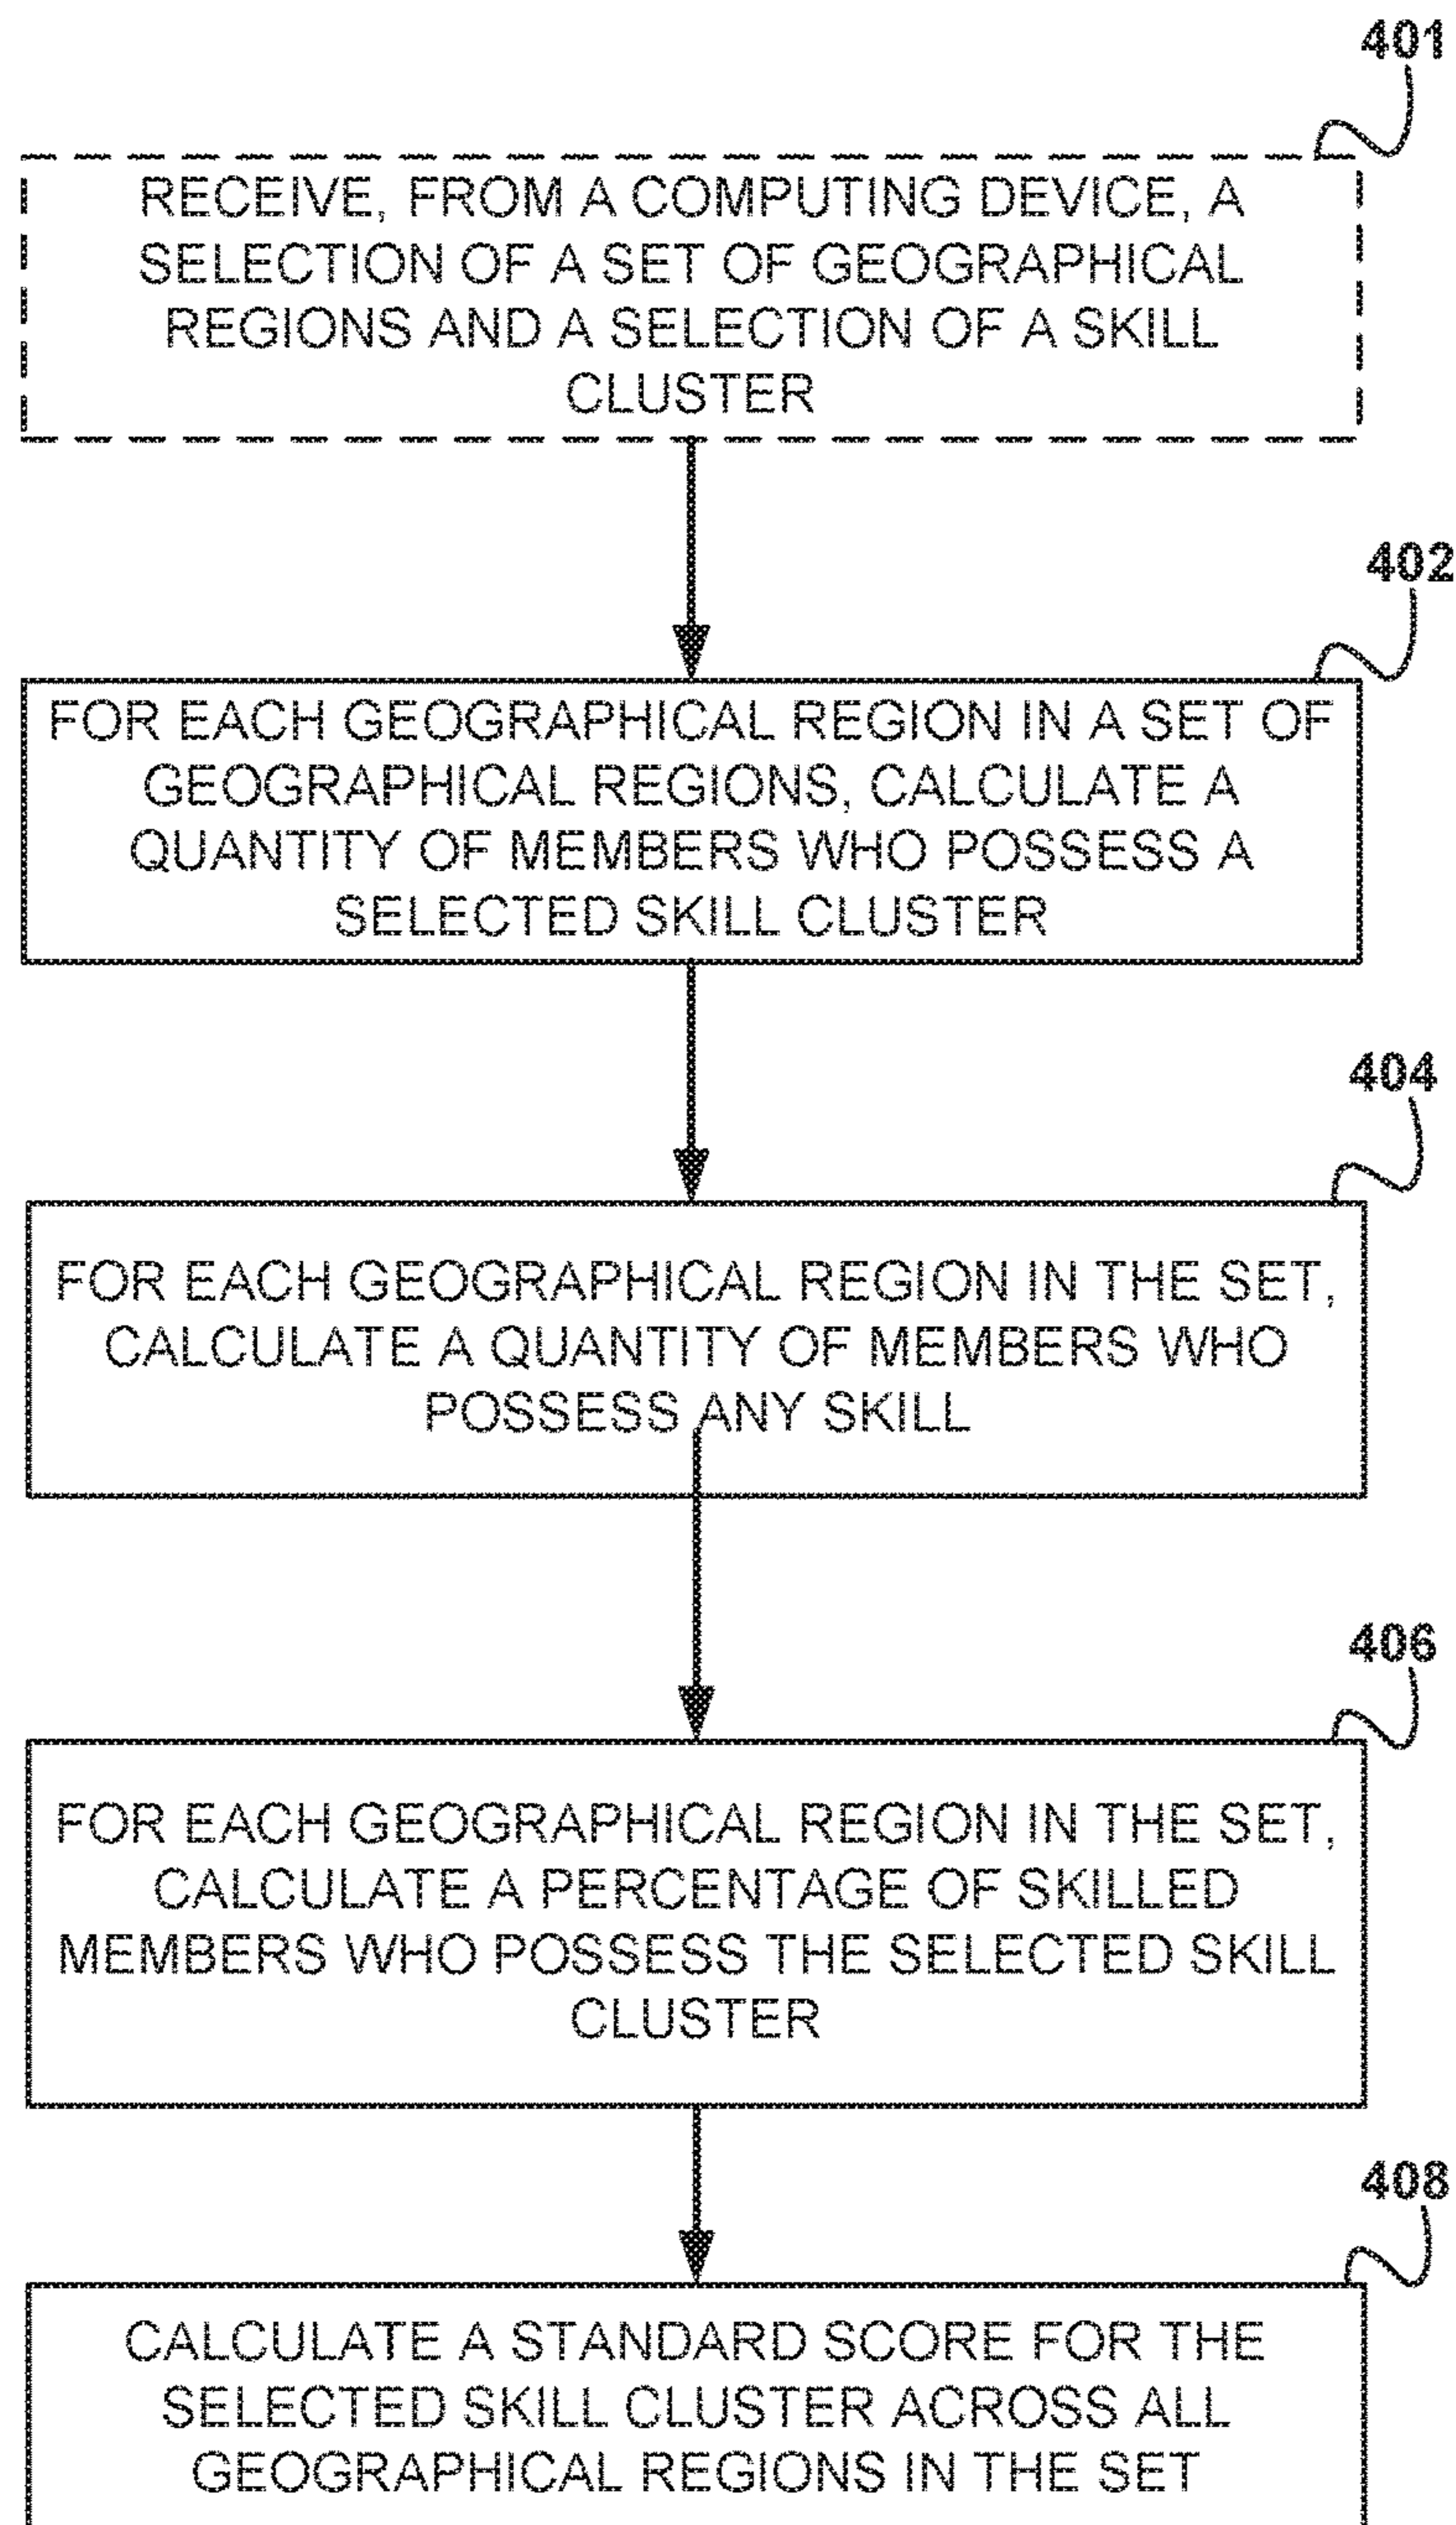 401
RECEIVE, FROM A COMPUTING DEVICE, A
SELECTION OF A SET OF GEOGRAPHICAL
REGIONS AND A SELECTION OF A SKILL
CLUSTER
402
FOR EACH GEOGRAPHICAL REGION IN A SET OF
GEOGRAPHICAL REGIONS, CALCULATE A
QUANTITY OF MEMBERS WHO POSSESS A
SELECTED SKILL CLUSTER
404
FOR EACH GEOGRAPHICAL REGION IN THE SET,
CALCULATE A QUANTITY OF MEMBERS WHO
POSSESS ANY SKILL
406
FOR EACH GEOGRAPHICAL REGION IN THE SET,
CALCULATE A PERCENTAGE OF SKILLED
MEMBERS WHO POSSESS THE SELECTED SKILL
CLUSTER
408
CALCULATE A STANDARD SCORE FOR THE
SELECTED SKILL CLUSTER ACROSS ALL
GEOGRAPHICAL REGIONS IN THE SET